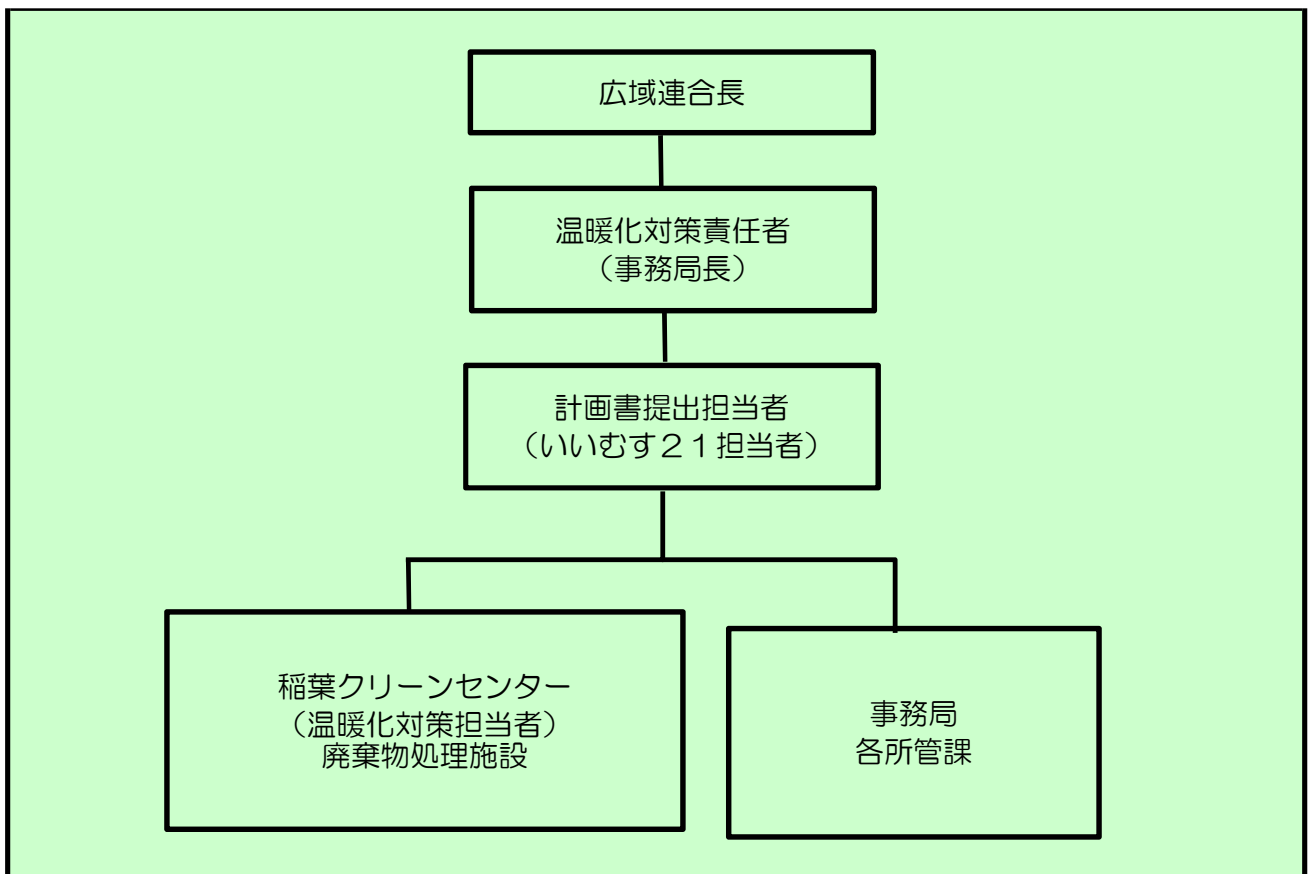 広域連合長
温暖化対策責任者
（事務局長）
計画書提出担当者
（いいむす２１担当者）
稲葉クリーンセンター
（温暖化対策担当者）
廃棄物処理施設
事務局
各所管課